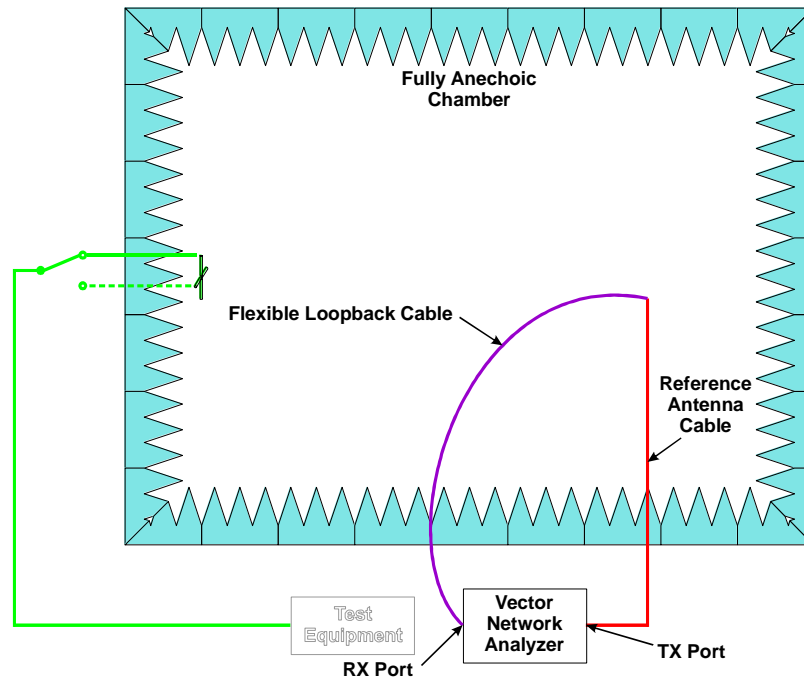 Fully Anechoic
Chamber
Flexible Loopback Cable
Reference
Antenna
Cable
Test
Equipment
Vector
Network
Analyzer
RX Port
TX Port